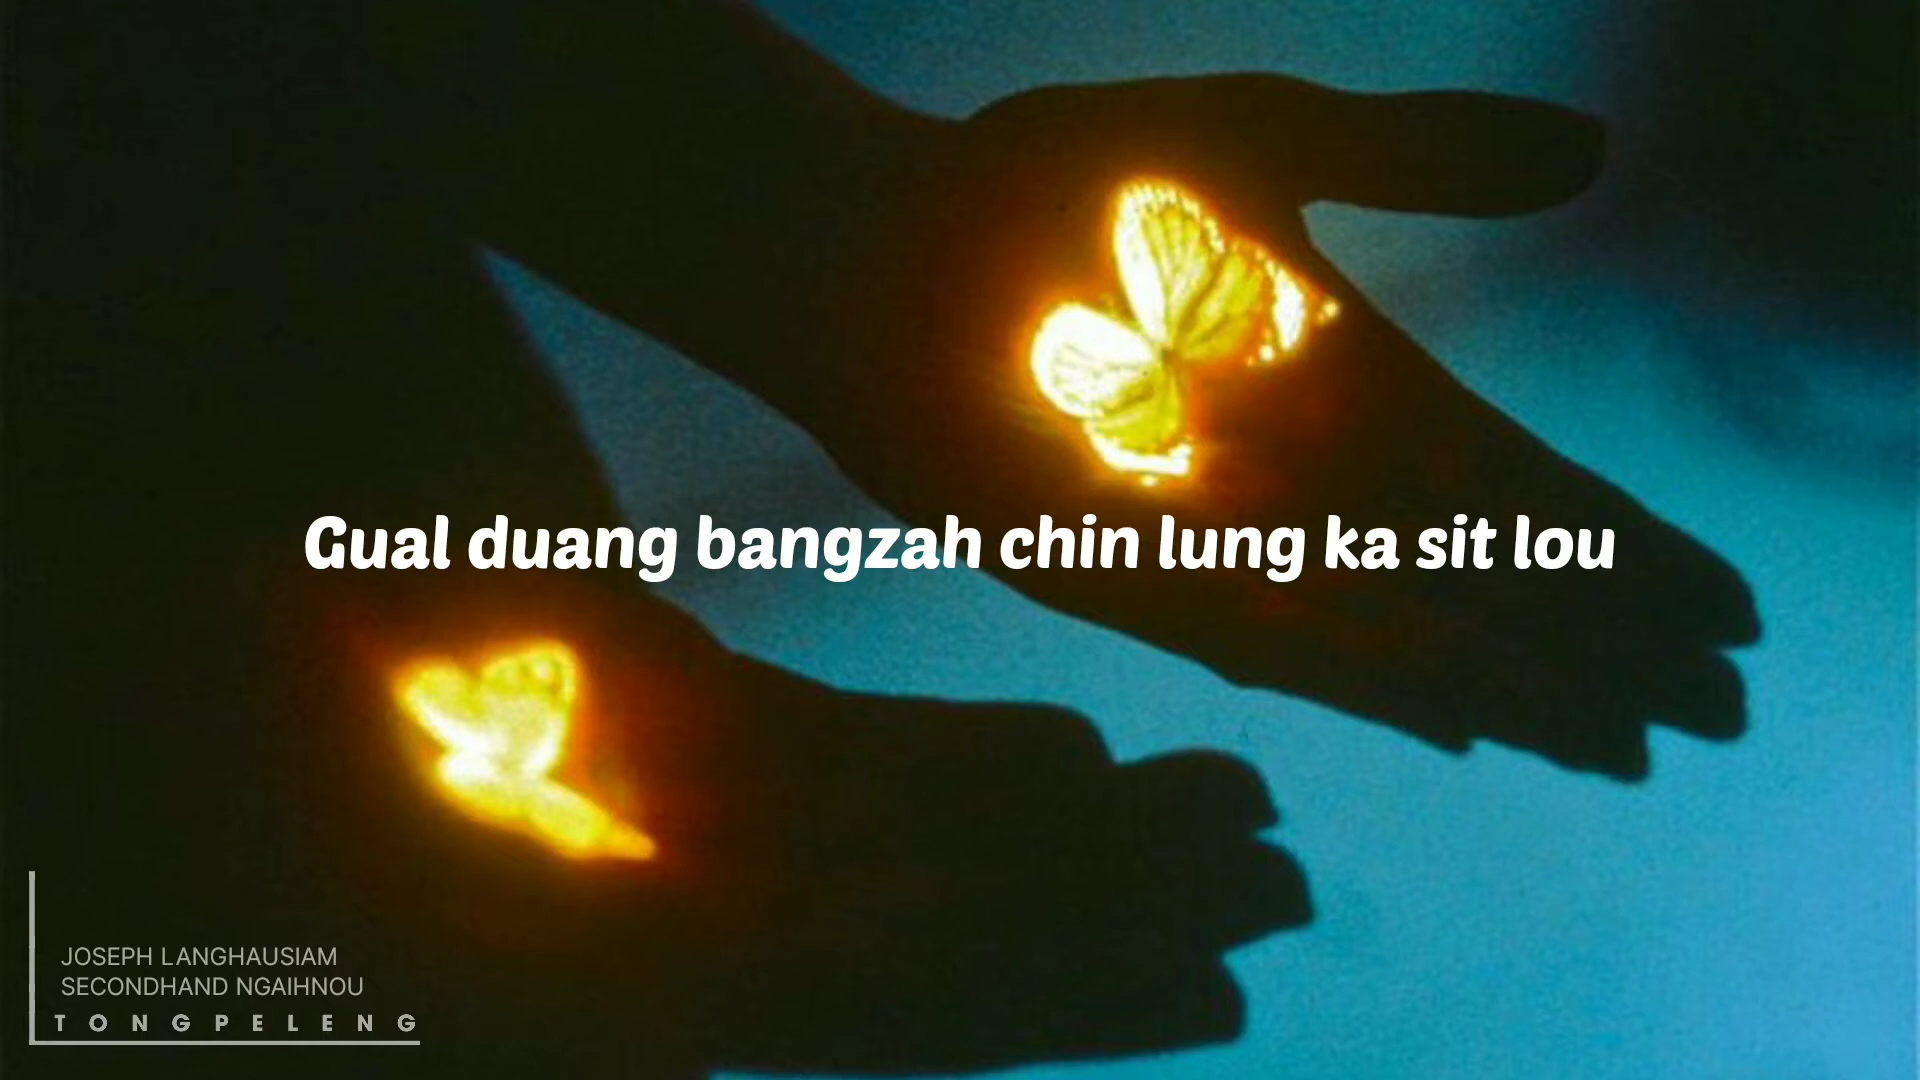 Gual duang bangzah chin lung ka sit lou
JOSEPH LANGHAUSIAM
SECONDHAND NGAIHNOU
TONGPELENG